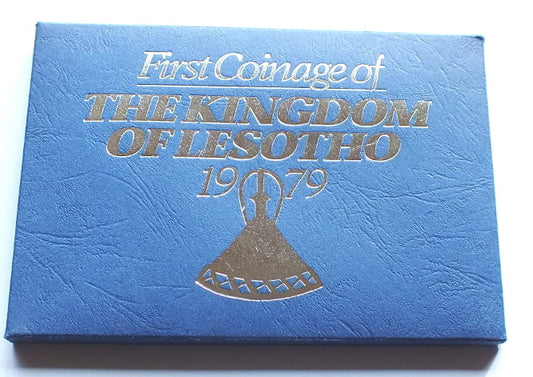 First Coinage of
THE KINGDOM
OF LESOTHO
1979